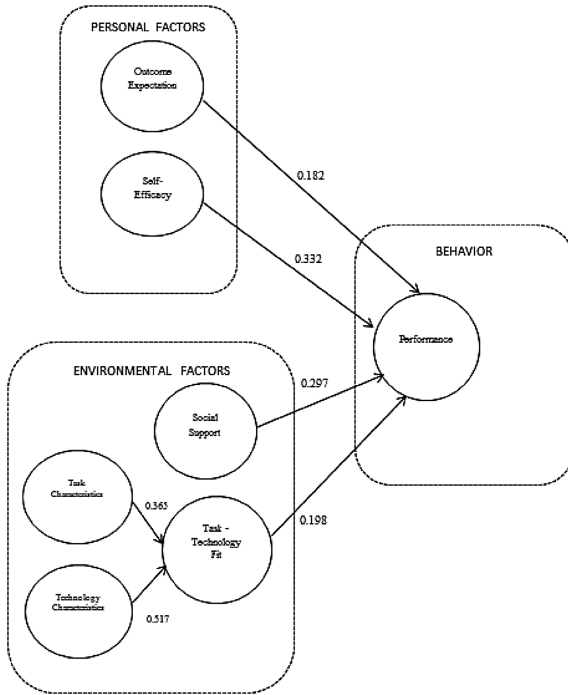 PERSONAL FACTORS
Outcome
Expectation
0.182
Self-
Efficacy
0.332
BEHAVIOR
Performance
ENVIRONMENTAL FACTORS
0.297
Social
Support
Task
Characteristics
0.365
Task -
Technology
Fit
0.198
Technology
Characteristics
0.517